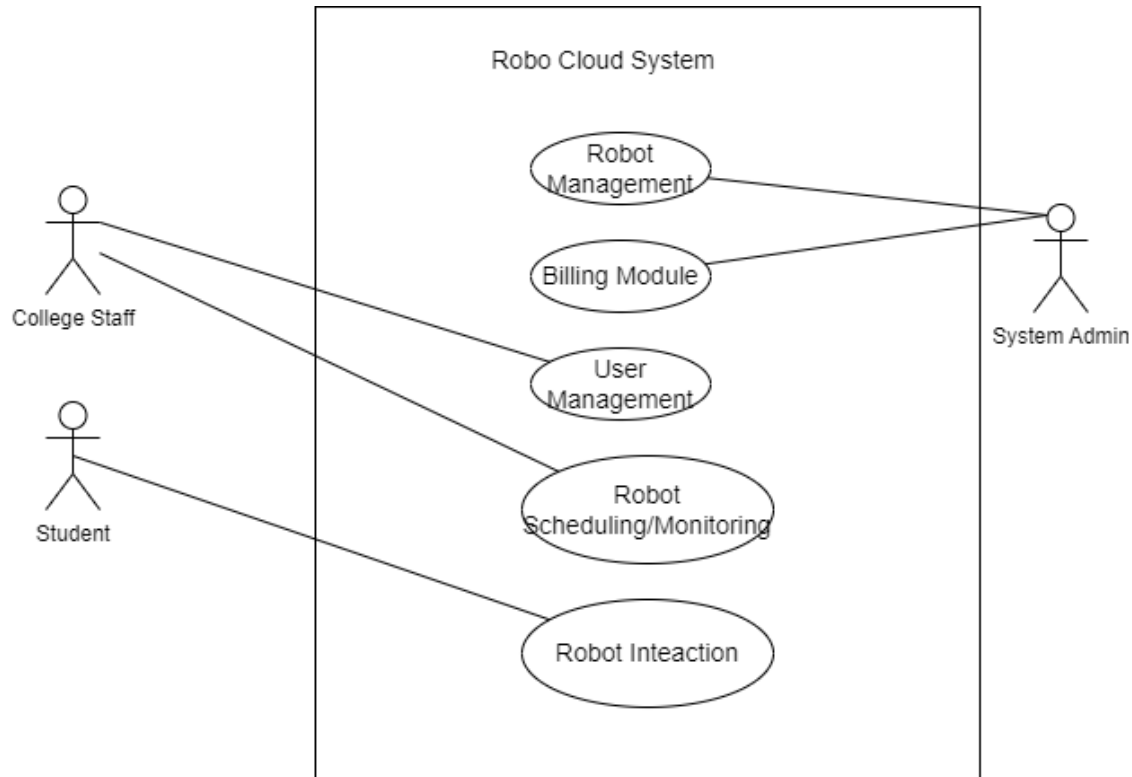 Robo Cloud System
Robot
Management
Billing Module
College Staff
System Admin
User
Management
Robot
Scheduling/Monitoring
Student
Robot Inteaction